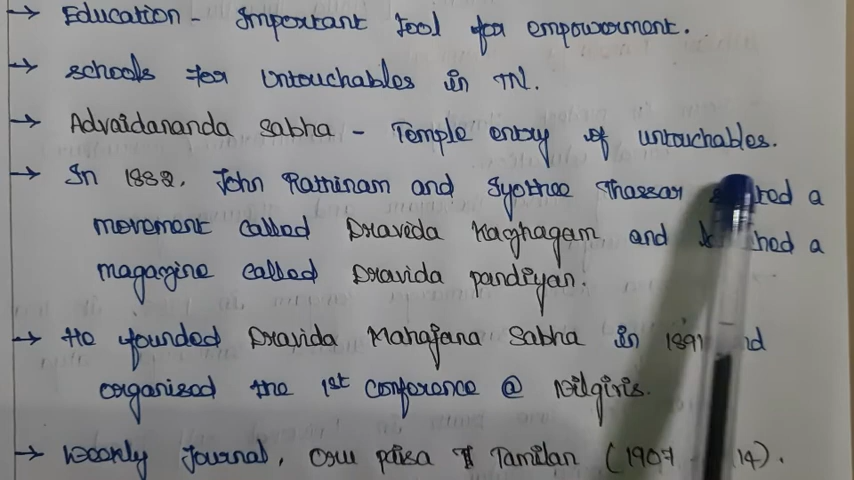 → Education - Important tool for empowerment.
→ schools for Untouchables in TN.
→ Advaidananda Sabha - Temple entry of untouchables.
→ In 1882, John Rathinam and Iyothee Thassar a
movement called Dravida Kazhagam and a
magazine called Dravida pandiyan.
→ He founded Dravida Mahajana Sabha in 1891
organised the 1st conference @ Nilgiris.
→ Weekly Journal, Oru paisa Tamilan (1907 14).